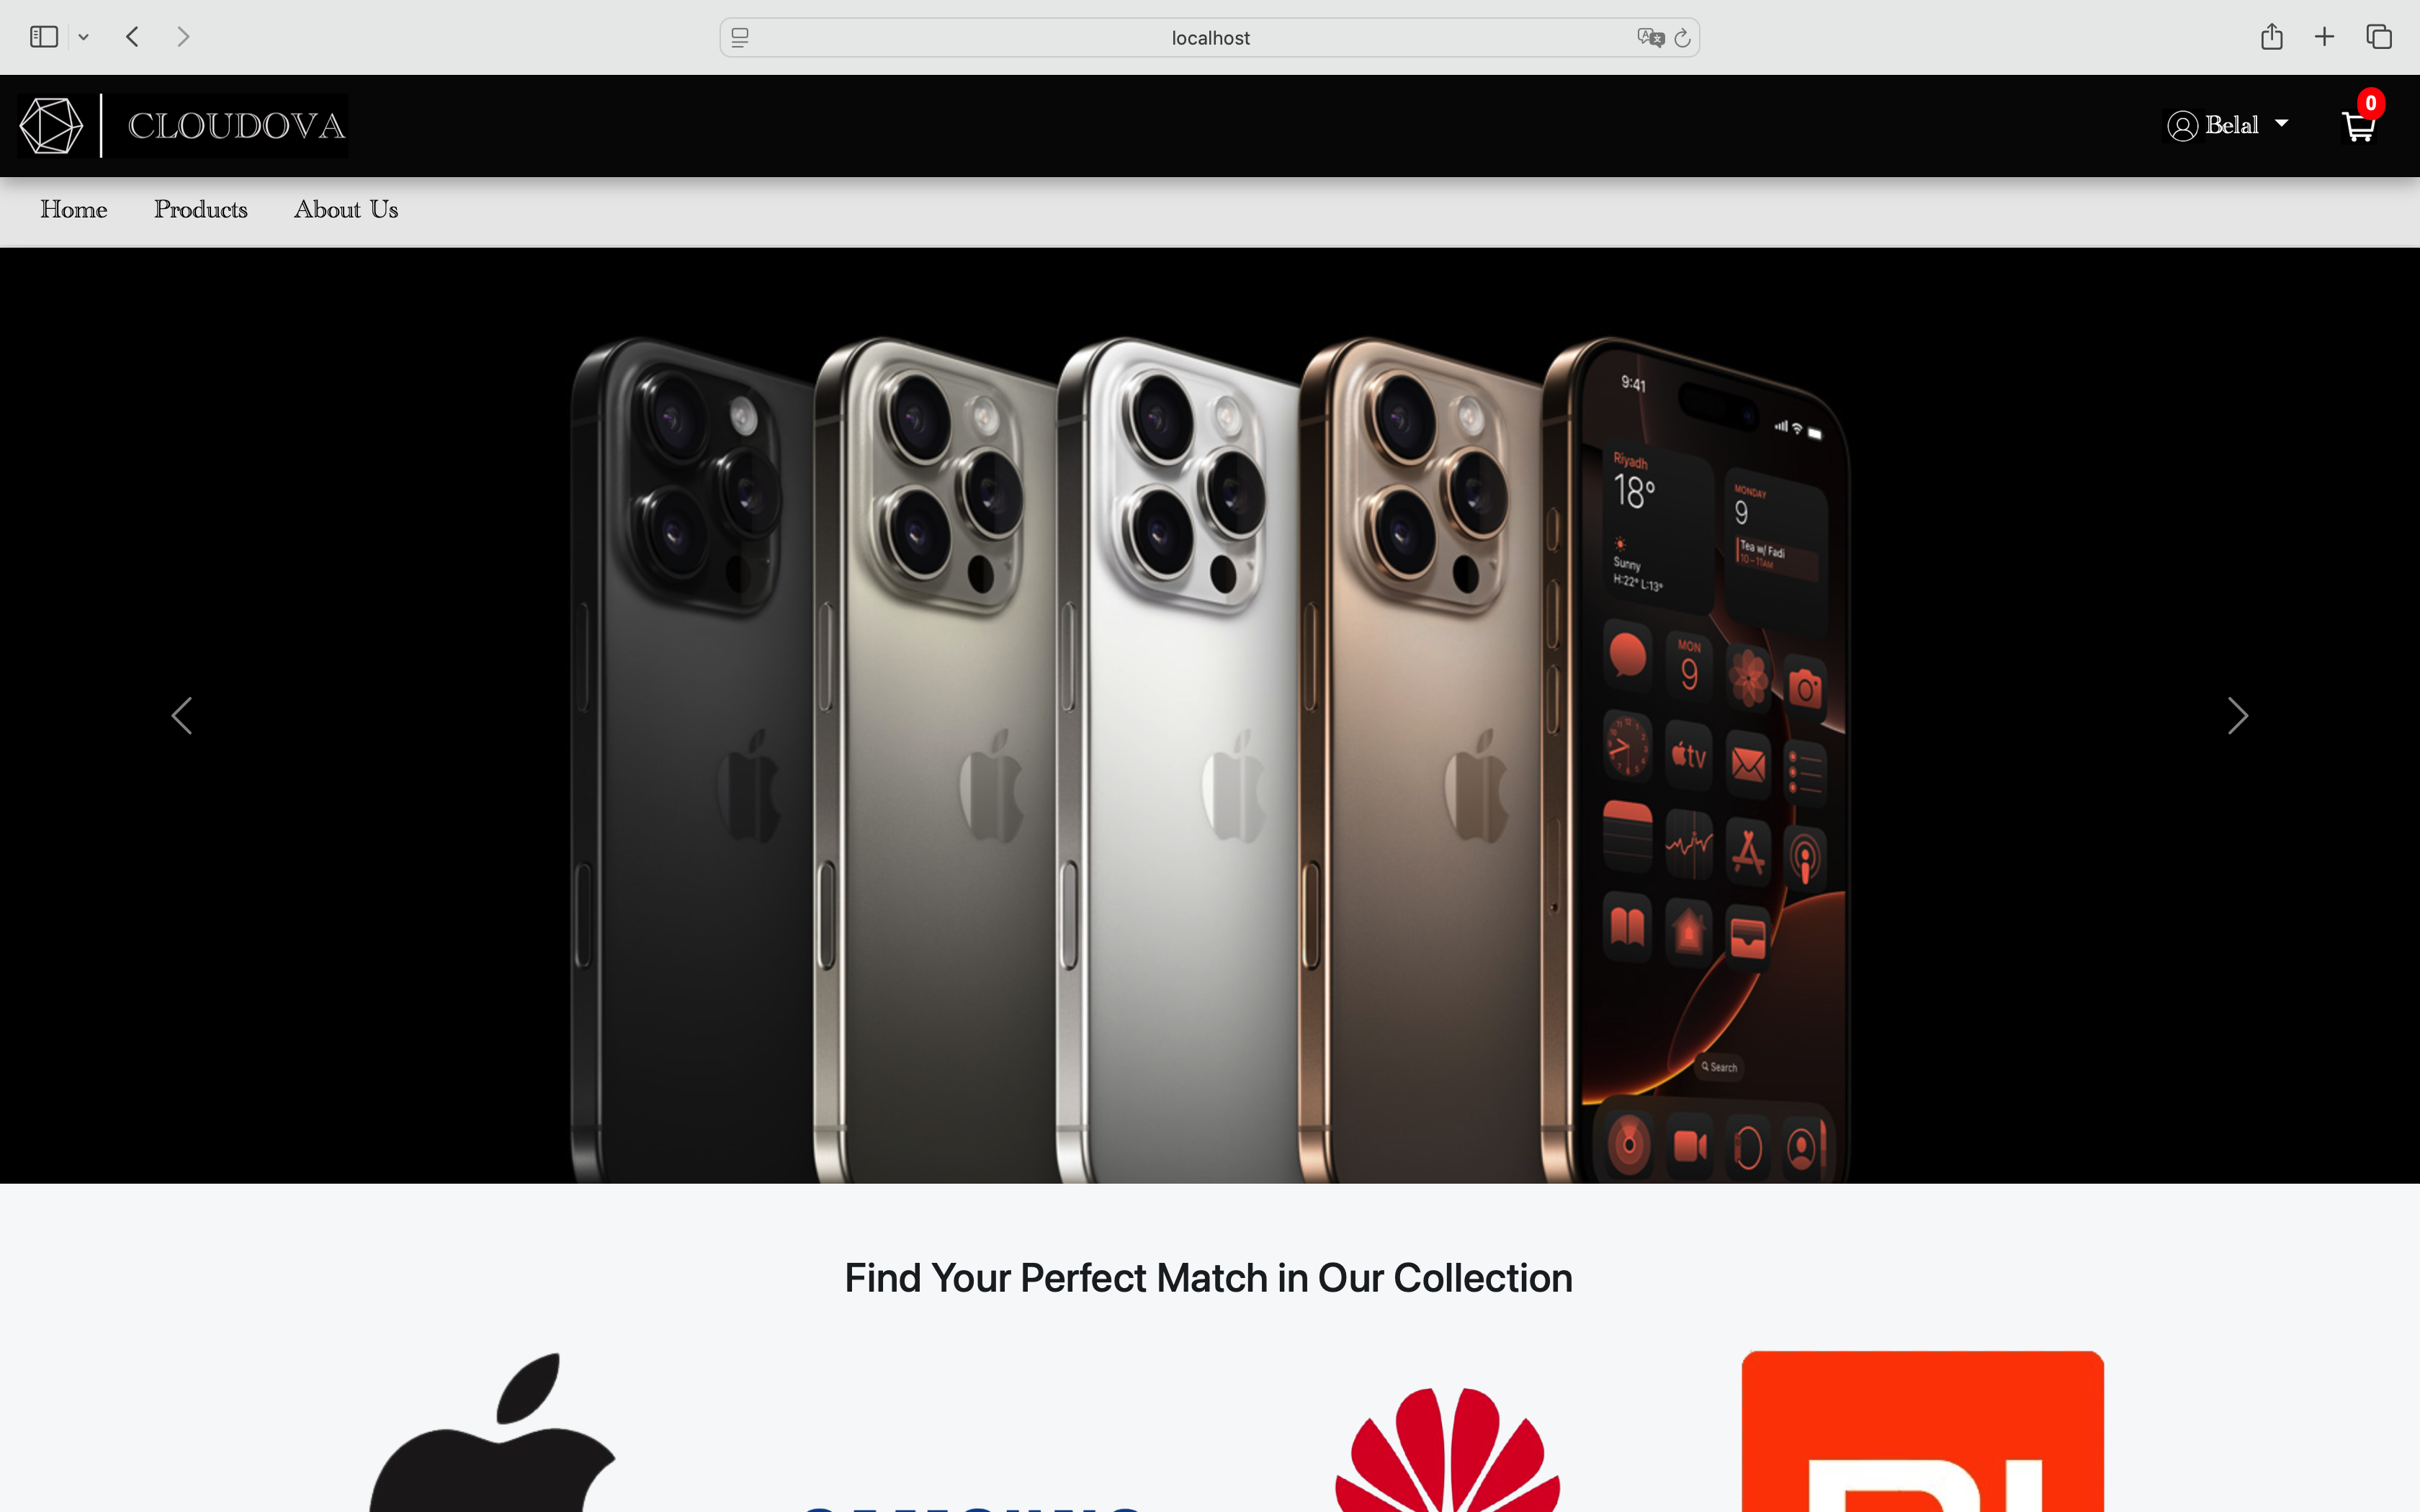 localhost
CLOUDOVA
Belal
0
Home
Products
About Us
9:41
Riyadh
18°
Sunny
H:22° L:13°
MONDAY
9
Tea w/ Fadi
10–11AM
MON
9
tv
Search
Find Your Perfect Match in Our Collection
SAMSUNG